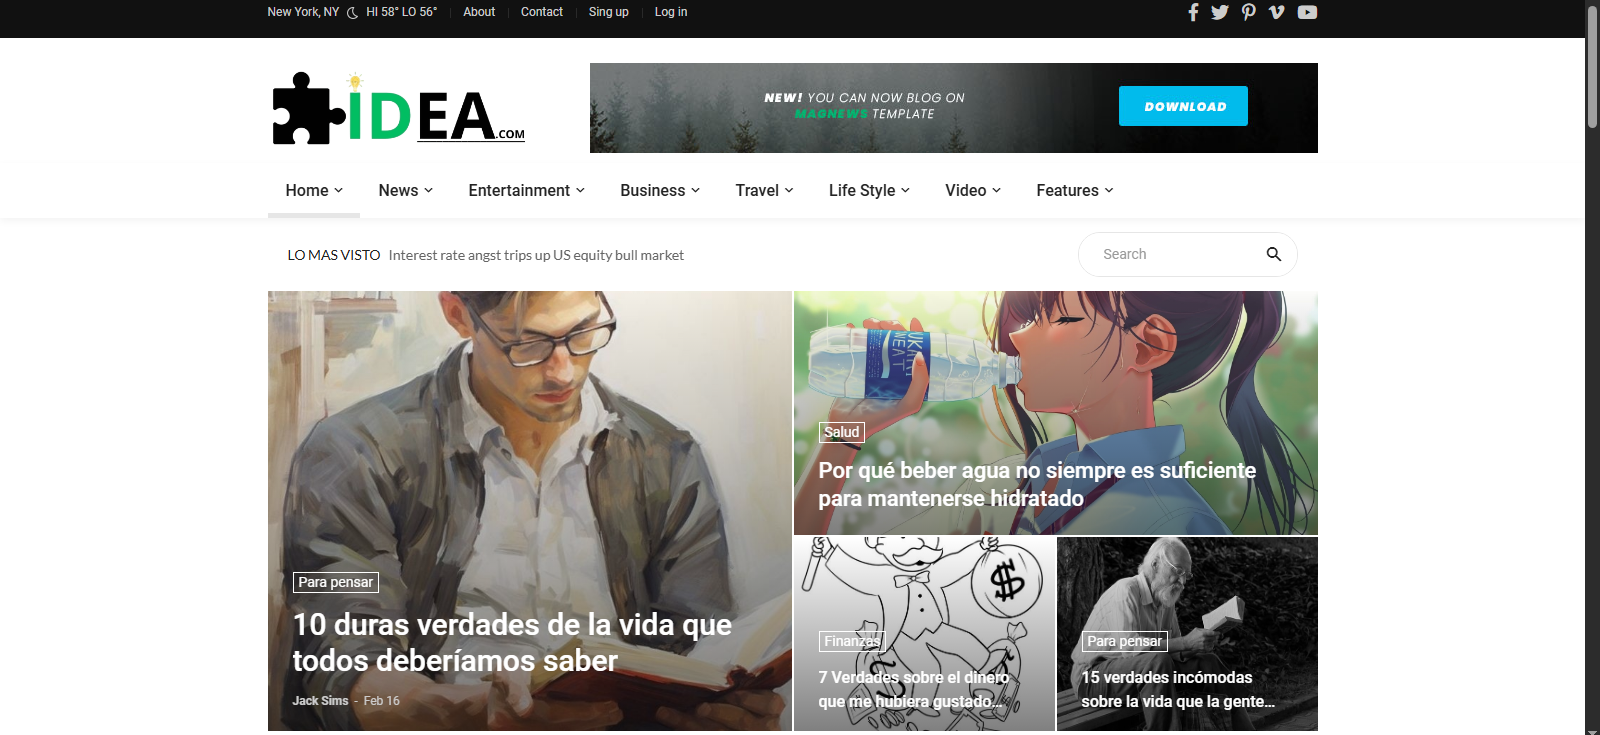 New York, NY HI 58° LO 56° About Contact Sing up Log in
IDEA.COM
NEW! YOU CAN NOW BLOG ON
MAGNEWS TEMPLATE
DOWNLOAD
Home News Entertainment Business Travel Life Style Video Features
LO MAS VISTO Interest rate angst trips up US equity bull market
Search
Para pensar
10 duras verdades de la vida que
todos deberíamos saber
Jack Sims - Feb 16
Salud
Por qué beber agua no siempre es suficiente
para mantenerse hidratado
$
Finanzas
7 Verdades sobre el dinero
que me hubiera gustado...
Para pensar
15 verdades incómodas
sobre la vida que la gente...